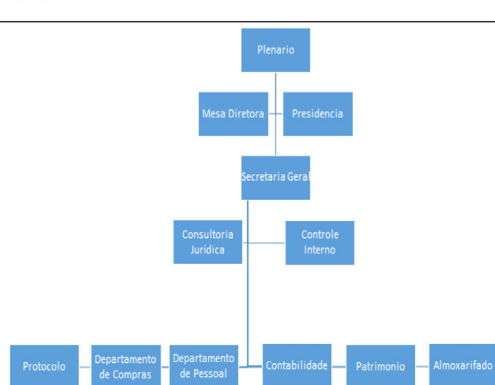 Plenario
Mesa Diretora
Presidencia
Secretaria Geral
Consultoria
Jurídica
Controle
Interno
Protocolo
Departamento
de Compras
Departamento
de Pessoal
Contabilidade
Patrimonio
Almoxarifado